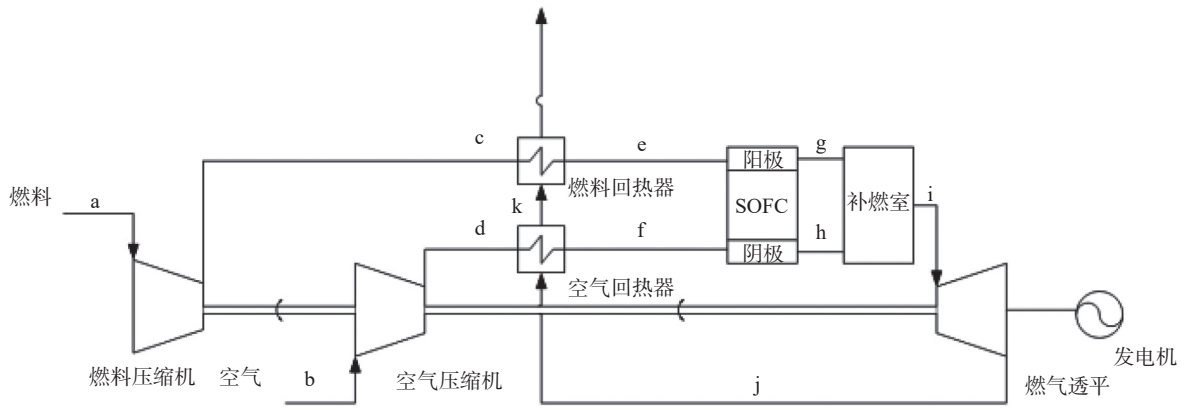 c
e
阳极
g
燃料
a
燃料回热器
SOFC
补燃室
i
k
d
f
阴极
h
空气回热器
燃料压缩机
空气
b
空气压缩机
j
燃气透平
发电机